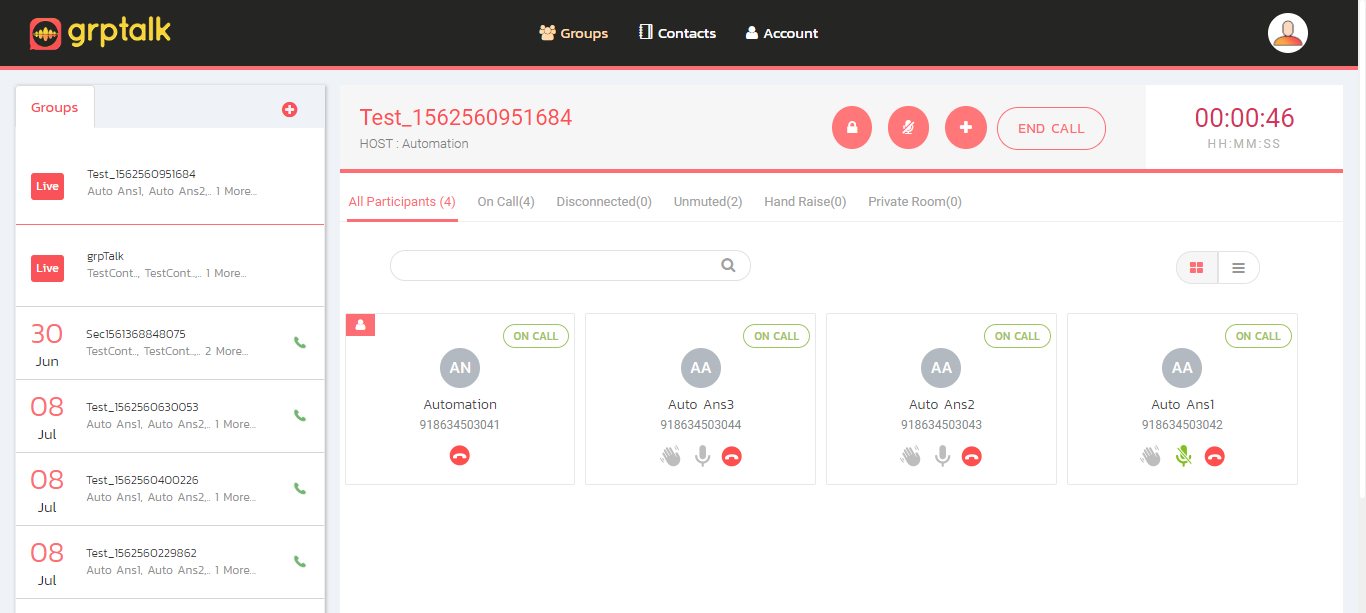 grptalk
Groups Contacts Account
Groups
Live
Test_1562560951684
Auto Ans1, Auto Ans2,.. 1 More...
Live
grpTalk
TestCont.., TestCont..,.. 1 More...
30
Jun
Sec1561368848075
TestCont.., TestCont..,.. 2 More...
08
Jul
Test_1562560630053
Auto Ans1, Auto Ans2,.. 1 More...
08
Jul
Test_1562560400226
Auto Ans1, Auto Ans2,.. 1 More...
08
Jul
Test_1562560229862
Auto Ans1, Auto Ans2,.. 1 More...
Test_1562560951684
HOST : Automation
END CALL
00:00:46
HH:MM:SS
All Participants (4) On Call(4) Disconnected(0) Unmuted(2) Hand Raise(0) Private Room(0)
ON CALL
AN
Automation
918634503041
ON CALL
AA
Auto Ans3
918634503044
ON CALL
AA
Auto Ans2
918634503043
ON CALL
AA
Auto Ans1
918634503042